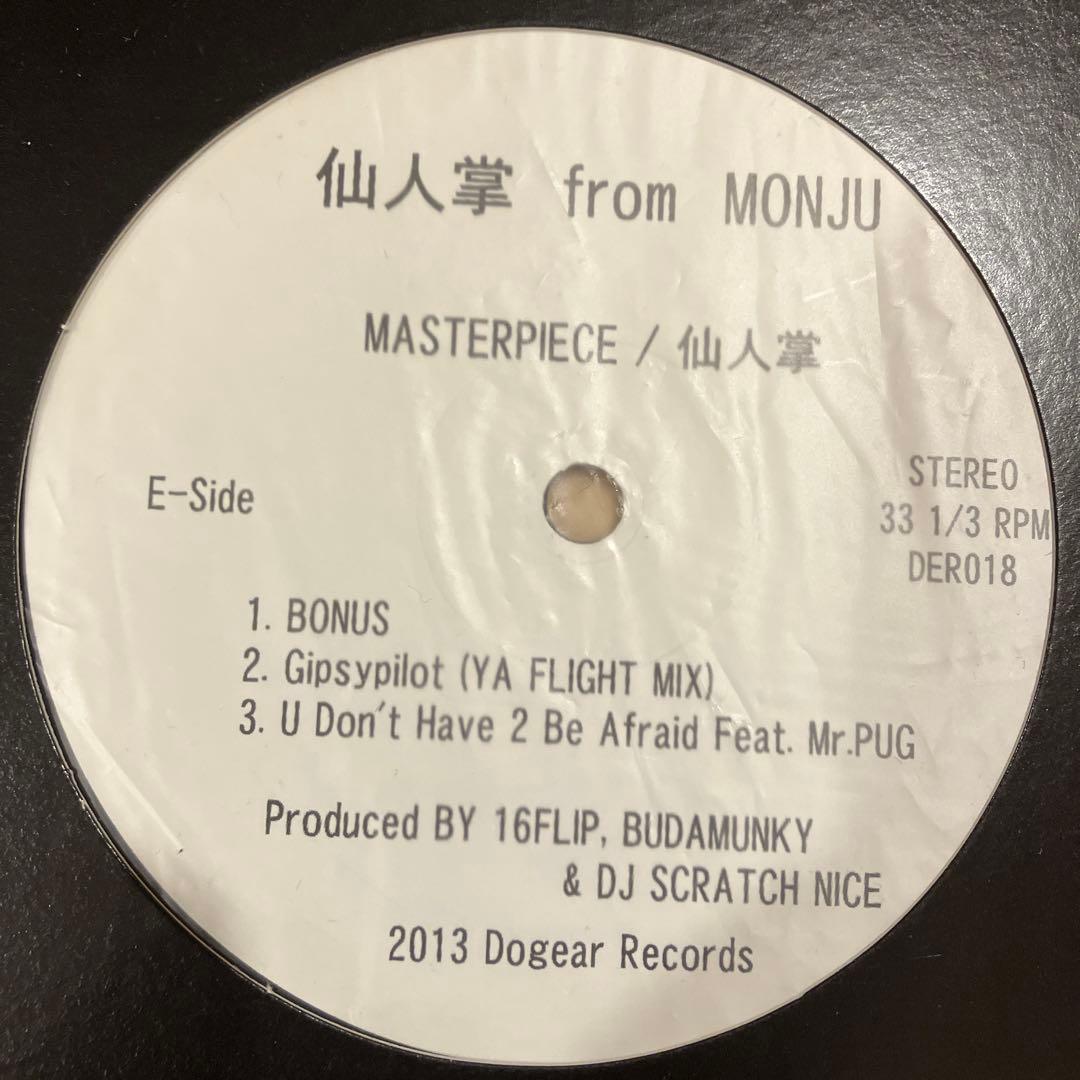 仙人掌 from MONJU
MASTERPIECE / 仙人掌
E-Side
STEREO
33 1/3 RPM
DER018
1. BONUS
2. Gipsypilot (YA FLIGHT MIX)
3. U Don't Have 2 Be Afraid Feat. Mr.PUG
Produced BY 16FLIP, BUDAMUNKY
& DJ SCRATCH NICE
2013 Dogear Records